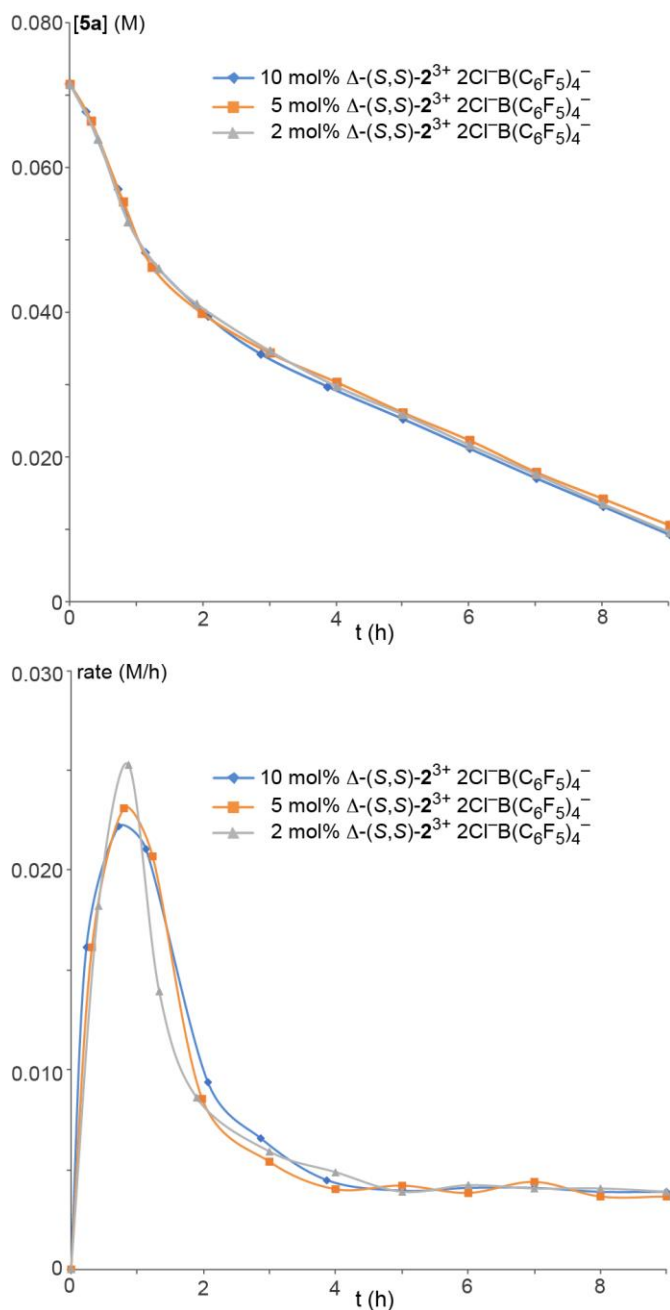 [5a] (M)
0.080
10 mol% Δ-(S,S)-2³⁺ 2Cl⁻B(C₆F₅)₄⁻
5 mol% Δ-(S,S)-2³⁺ 2Cl⁻B(C₆F₅)₄⁻
2 mol% Δ-(S,S)-2³⁺ 2Cl⁻B(C₆F₅)₄⁻
0.060
0.040
0.020
0
0 2 4 6 8
t (h)
rate (M/h)
0.030
10 mol% Δ-(S,S)-2³⁺ 2Cl⁻B(C₆F₅)₄⁻
5 mol% Δ-(S,S)-2³⁺ 2Cl⁻B(C₆F₅)₄⁻
2 mol% Δ-(S,S)-2³⁺ 2Cl⁻B(C₆F₅)₄⁻
0.020
0.010
0
0 2 4 6 8
t (h)